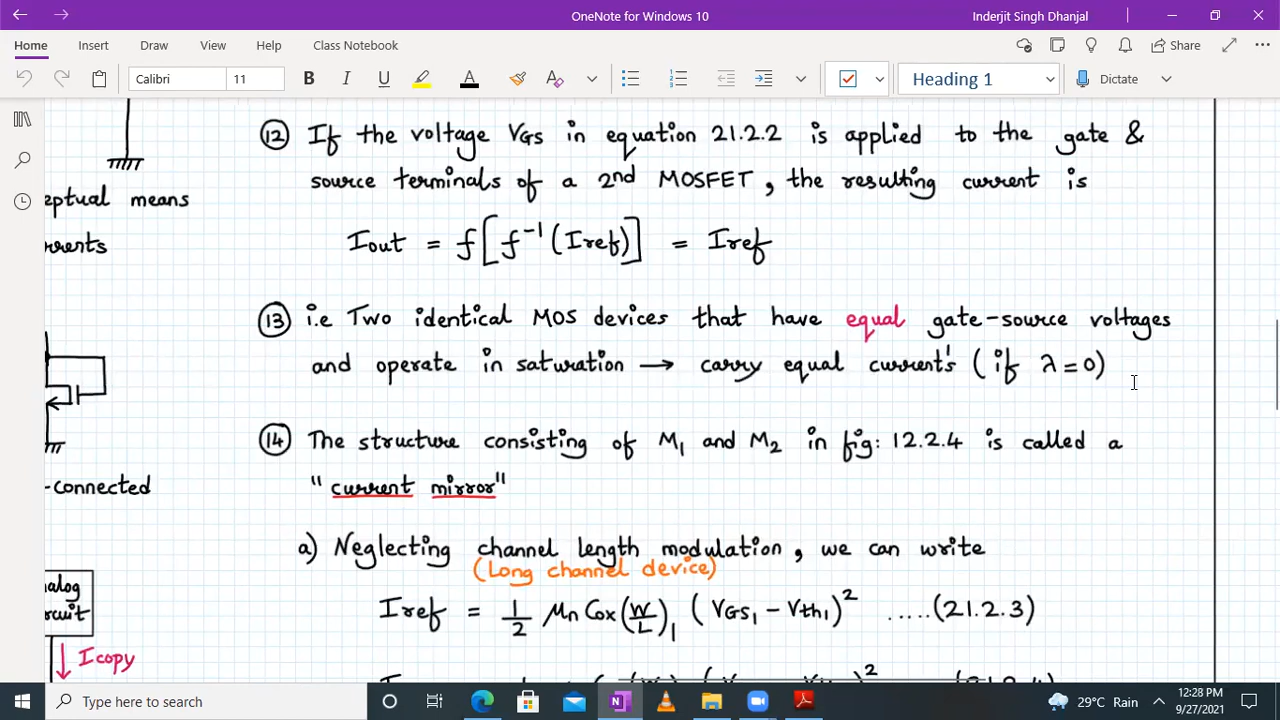 OneNote for Windows 10
Inderjit Singh Dhanjal
Home Insert Draw View Help Class Notebook
Share
Calibri 11 B I U A Heading 1 Dictate
⑫ If the voltage VGS in equation 21.2.2 is applied to the gate &
source terminals of a 2nd MOSFET, the resulting current is
Iout = f[f⁻¹(Iref)] = Iref
⑬ i.e Two identical MOS devices that have equal gate-source voltages
and operate in saturation → carry equal current's (if λ=0)
⑭ The structure consisting of M₁ and M₂ in fig: 12.2.4 is called a
"current mirror"
a) Neglecting channel length modulation, we can write
(Long channel device)
Iref = 1/2 μn Cox (W/L)₁ (VGS₁ - Vth₁)² .....(21.2.3)
eptual means
rrents
-connected
nalog
rcuit
Icopy
Type here to search
29°C Rain
12:28 PM
9/27/2021